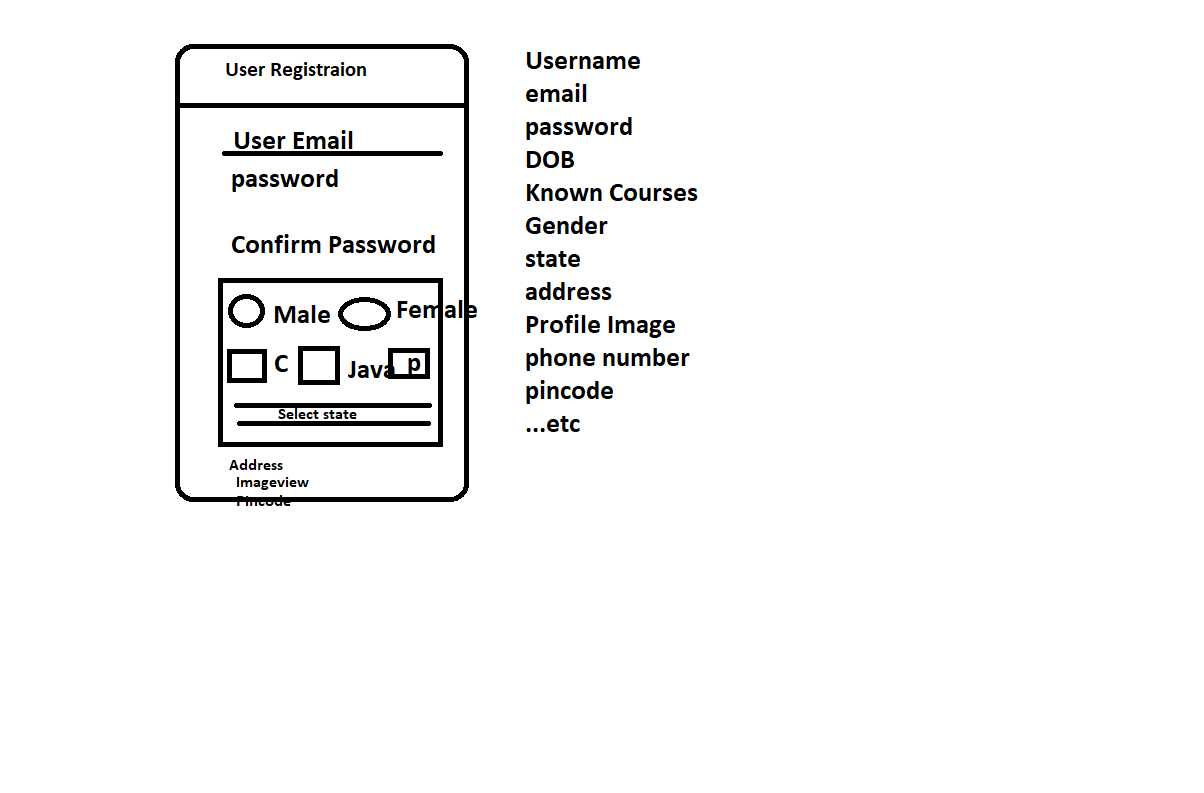 User Registraion
User Email
password
Confirm Password
Male Female
C Java p
Select state
Address
Imageview
Pincode
Username
email
password
DOB
Known Courses
Gender
state
address
Profile Image
phone number
pincode
...etc